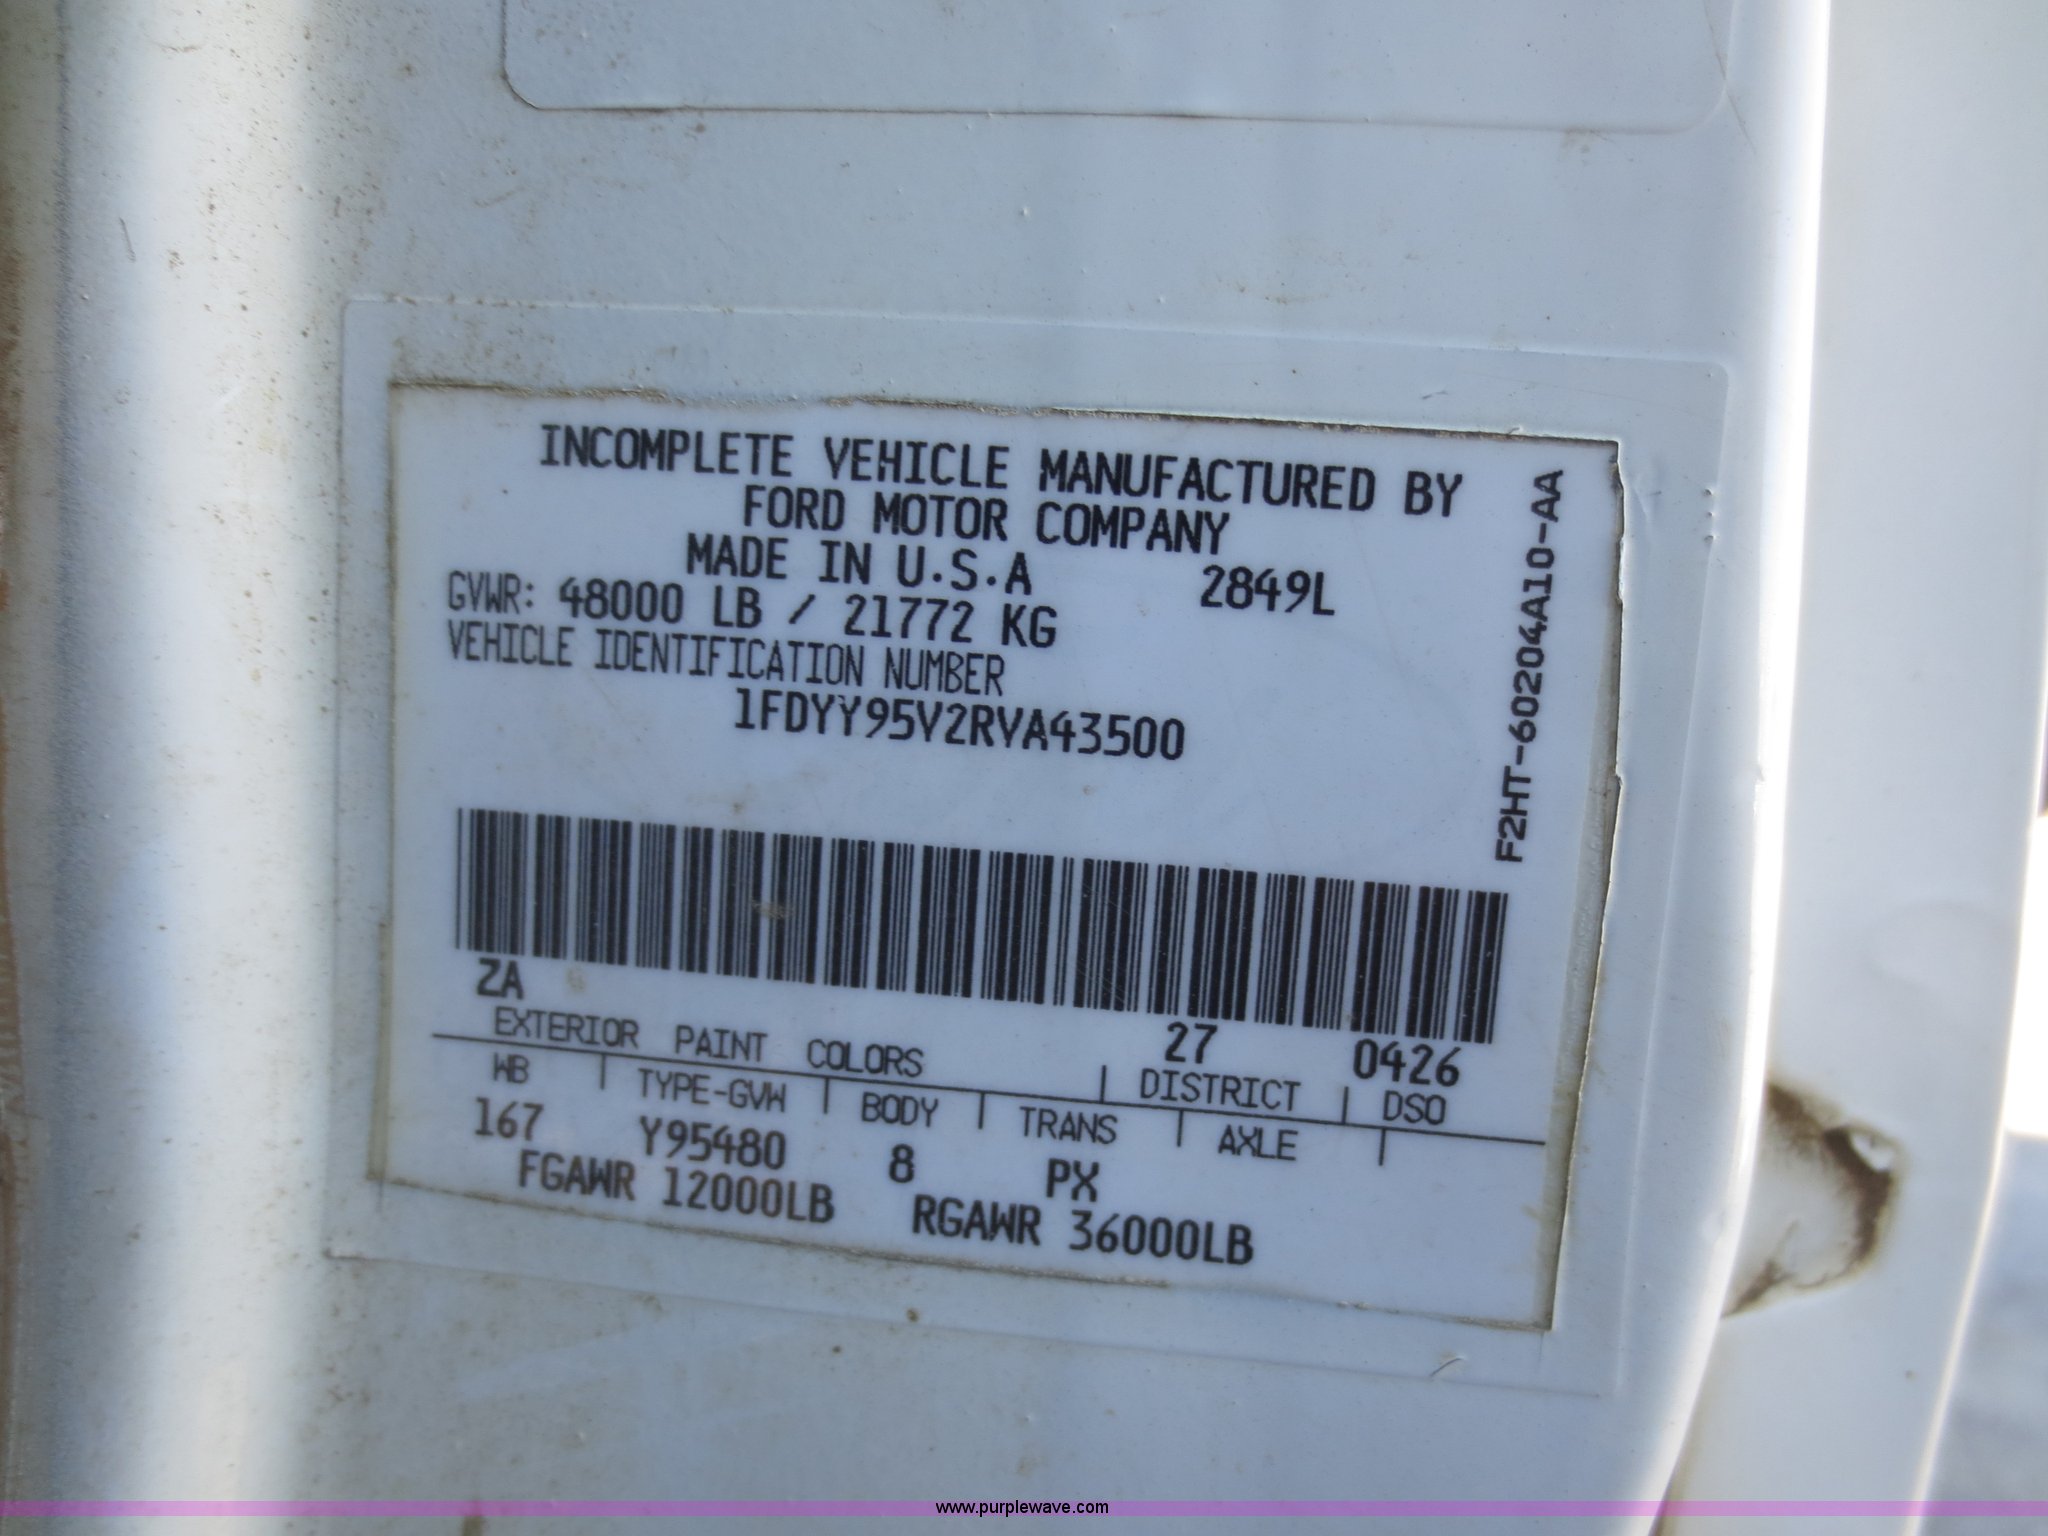 INCOMPLETE VEHICLE MANUFACTURED BY
FORD MOTOR COMPANY
MADE IN U.S.A 2849L
GVWR: 48000 LB / 21772 KG
VEHICLE IDENTIFICATION NUMBER
1FDYY95V2RVA43500
F2HT-60204A10-AA
ZA 27 0426
EXTERIOR PAINT COLORS DISTRICT DSO
WB TYPE-GVW BODY TRANS AXLE
167 Y95480 8 PX
FGAWR 12000LB RGAWR 36000LB
www.purplewave.com